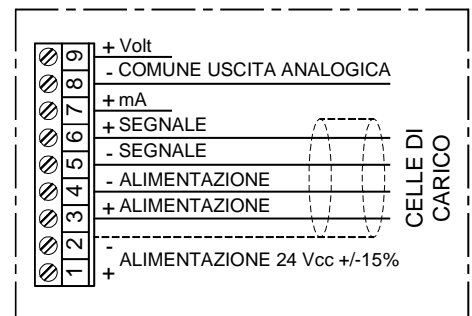 9 + Volt
8 - COMUNE USCITA ANALOGICA
7 + mA
6 + SEGNALE
5 - SEGNALE
4 - ALIMENTAZIONE
3 + ALIMENTAZIONE
2 -
1 + ALIMENTAZIONE 24 Vcc +/-15%
CELLE DI
CARICO